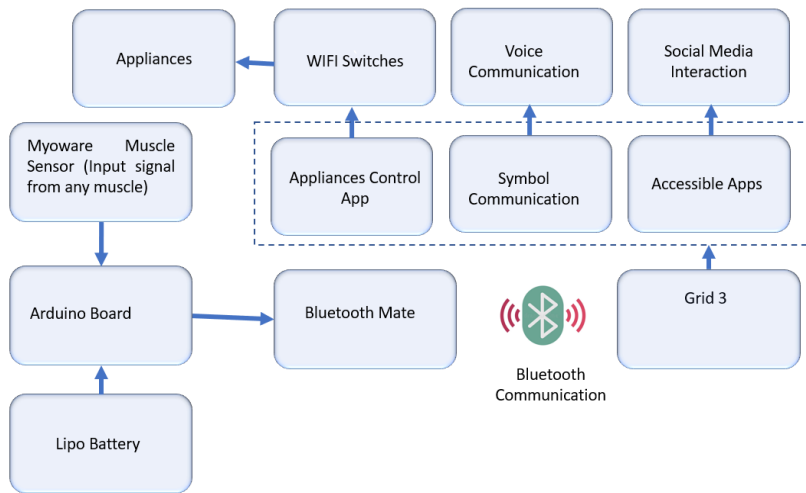 Appliances
WIFI Switches
Voice
Communication
Social Media
Interaction
Myoware Muscle
Sensor (Input signal
from any muscle)
Appliances Control
App
Symbol
Communication
Accessible Apps
Arduino Board
Bluetooth Mate
Grid 3
Bluetooth
Communication
Lipo Battery